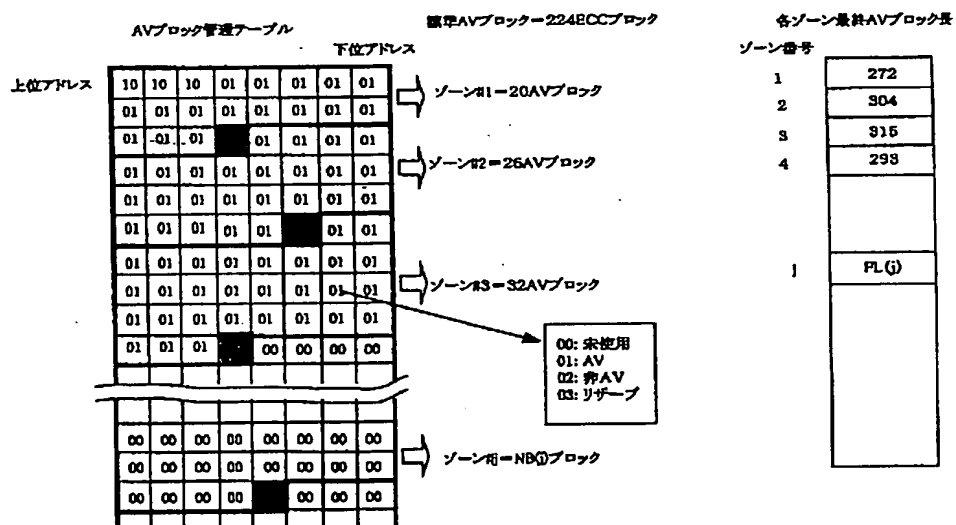 AVブロック管理テーブル
標準AVブロック=224ECCブロック
各ゾーン最終AVブロック長
下位アドレス
ゾーン番号
上位アドレス
10 10 10 01 01 01 01 01
ゾーン#1=20AVブロック
01 01 01 01 01 01 01 01
01 01 01 01 01 01 01
01 01 01 01 01 01 01 01
ゾーン#2=26AVブロック
01 01 01 01 01 01 01 01
01 01 01 01 01 01 01
01 01 01 01 01 01 01 01
01 01 01 01 01 01 01 01
ゾーン#3=32AVブロック
01 01 01 01 01 01 01 01
01 01 01 00 00 00 00
00: 未使用
01: AV
02: 非AV
03: リザーブ
00 00 00 00 00 00 00 00
ゾーン#j=NB(j)ブロック
00 00 00 00 00 00 00 00
00 00 00 00 00 00 00
1 272
2 304
3 315
4 293
j FL(j)